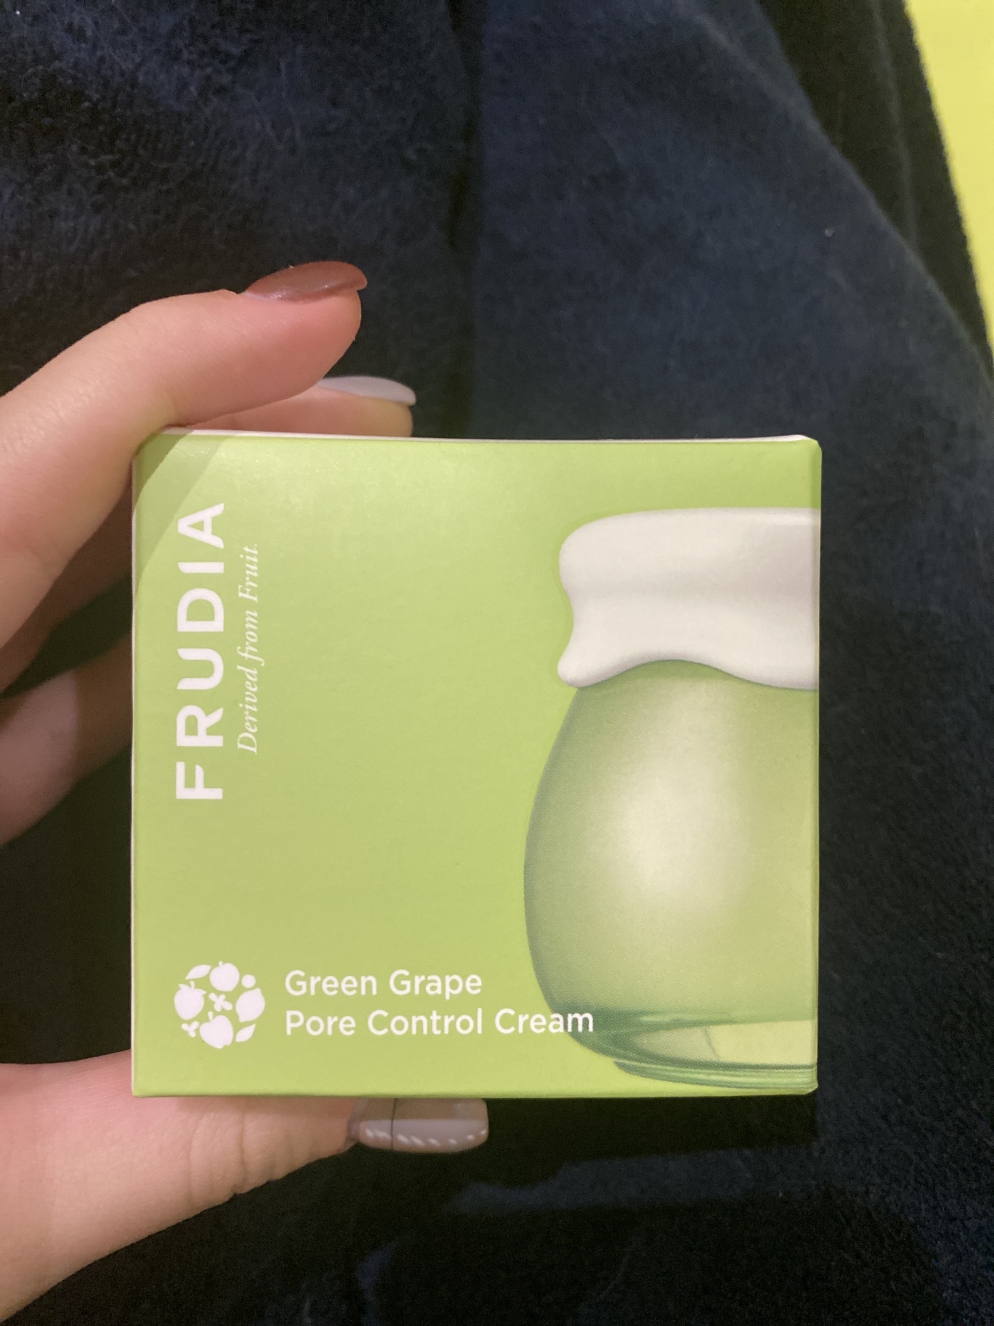 FRUDIA
Derived from Fruit.
Green Grape
Pore Control Cream